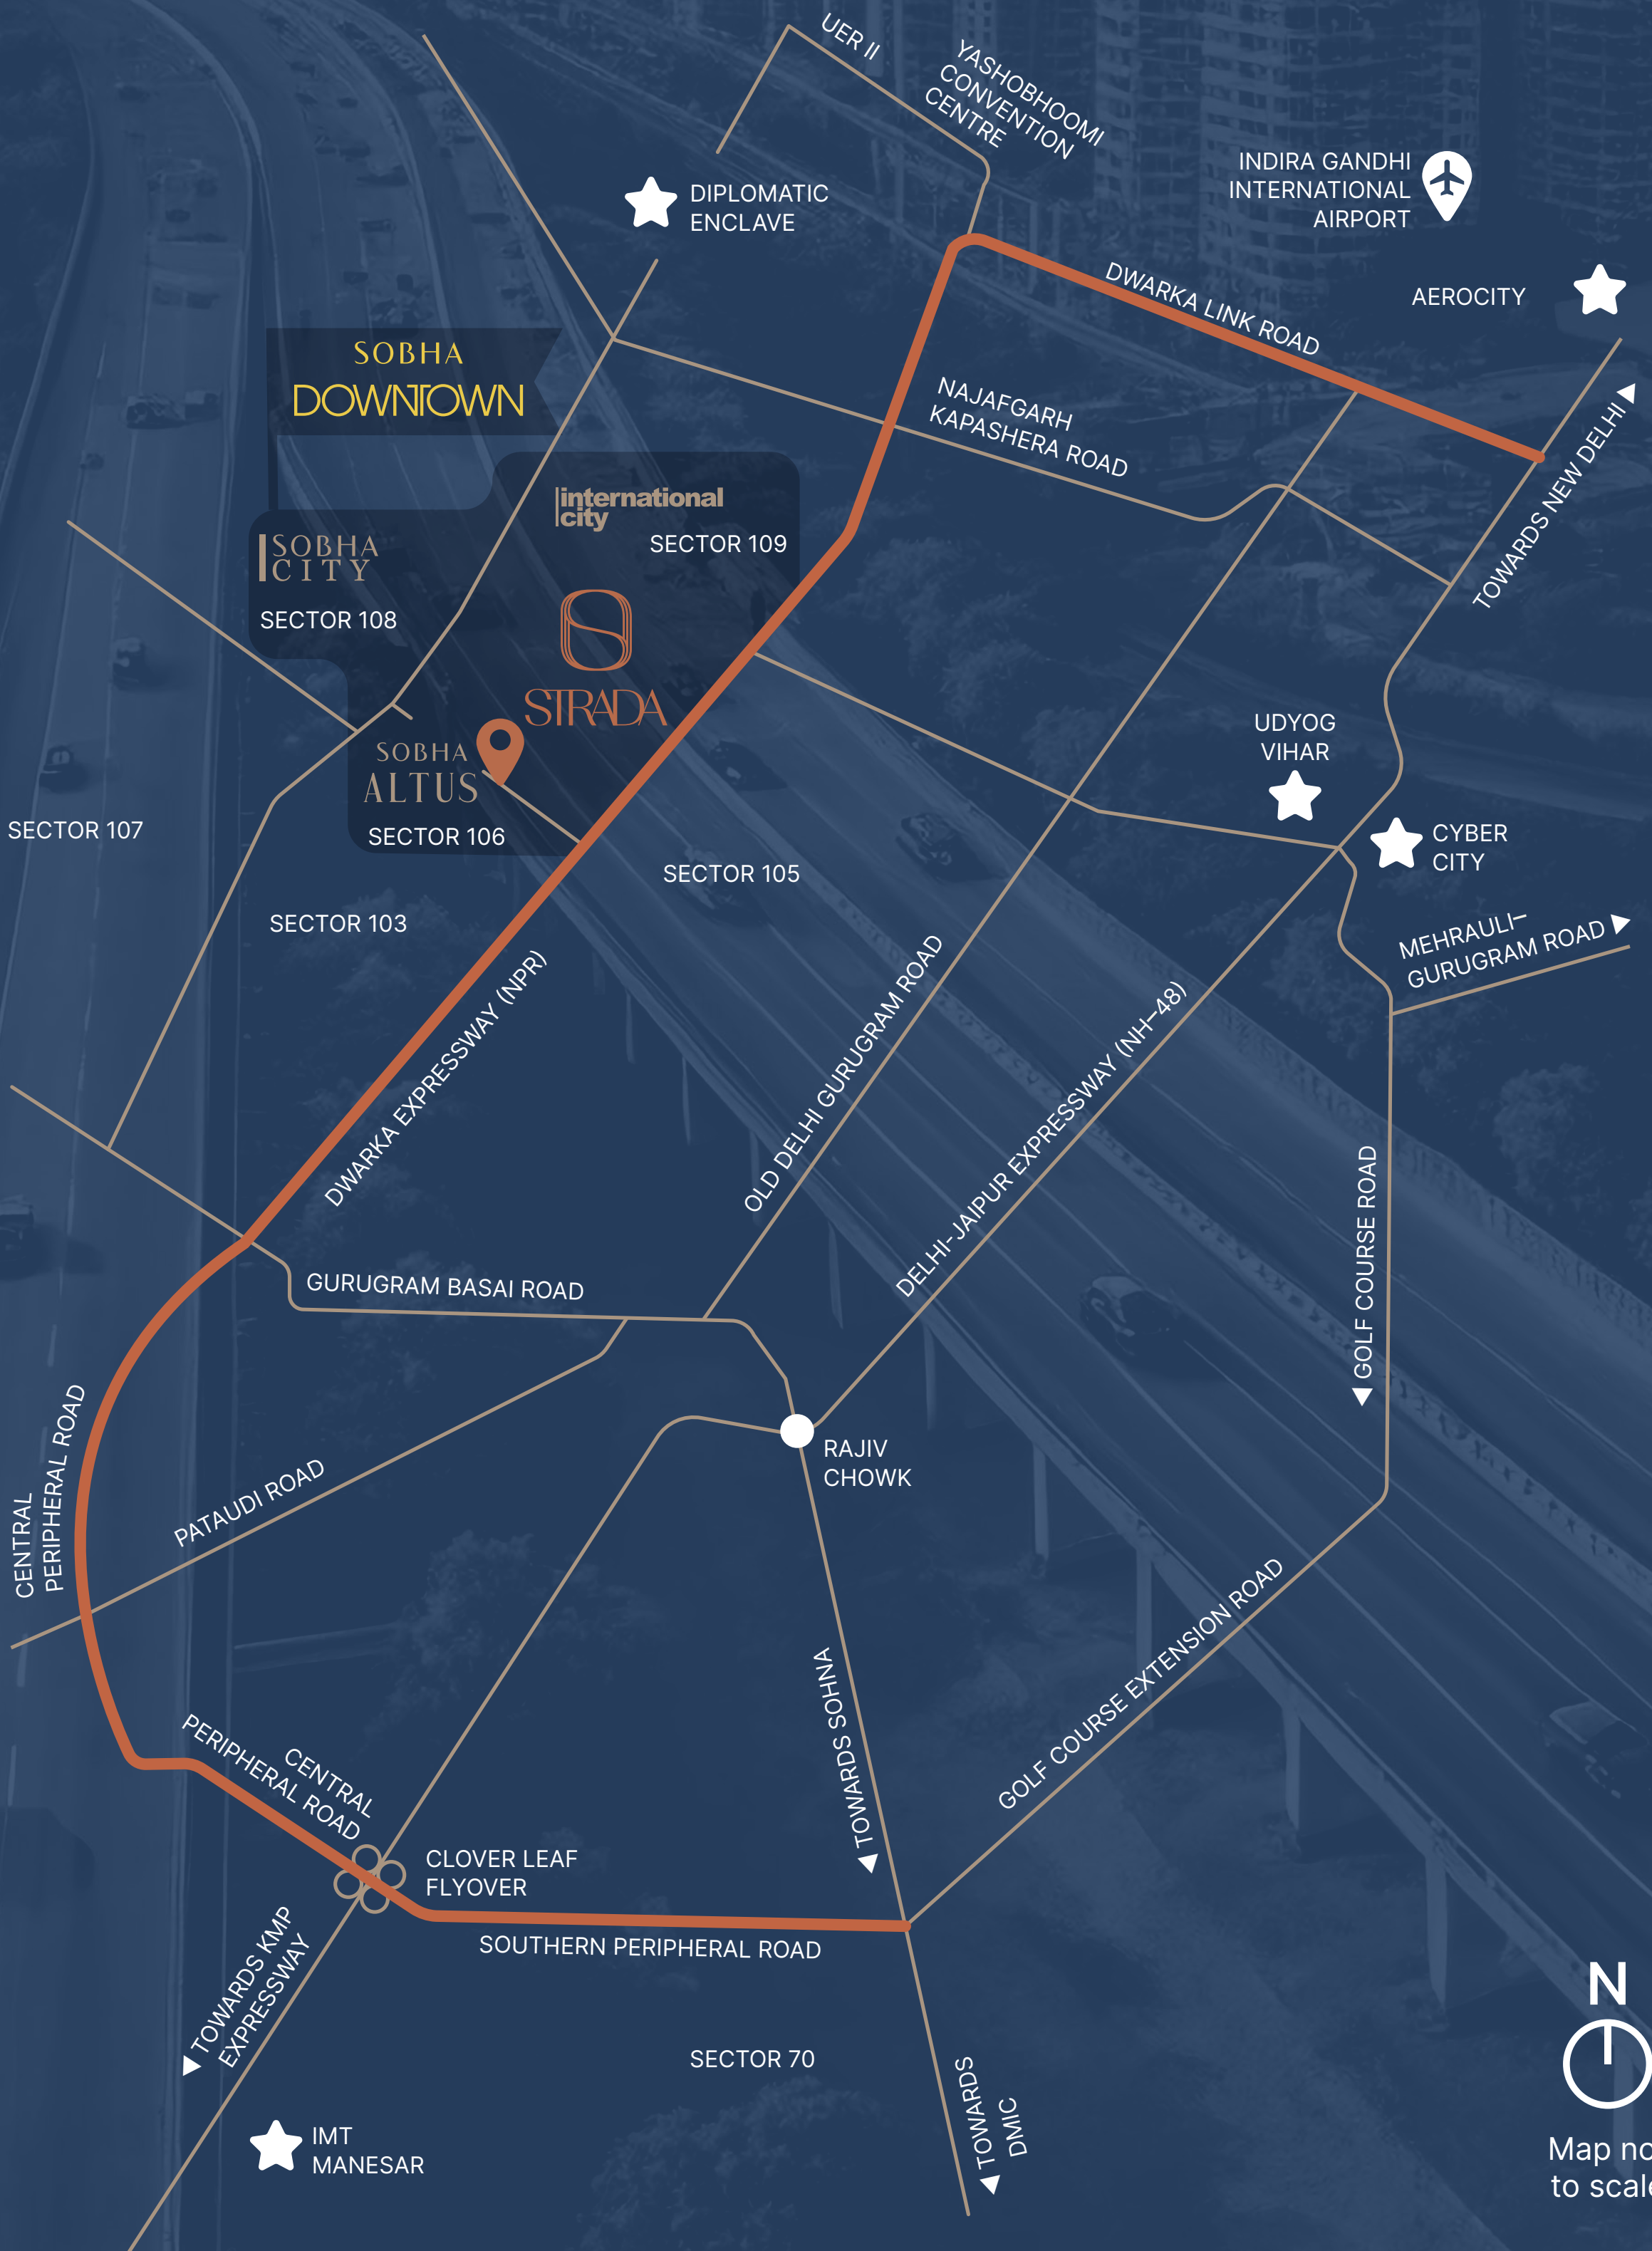 UER II
YASHOBHOOMI
CONVENTION
CENTRE
INDIRA GANDHI
INTERNATIONAL
AIRPORT
DIPLOMATIC
ENCLAVE
AEROCITY
DWARKA LINK ROAD
SOBHA
DOWNTOWN
NAJAFGARH
KAPASHERA ROAD
TOWARDS NEW DELHI
international
city
SECTOR 109
SOBHA
CITY
SECTOR 108
STRADA
SOBHA
ALTUS
SECTOR 106
UDYOG
VIHAR
CYBER
CITY
SECTOR 107
SECTOR 105
SECTOR 103
MEHRAULI–
GURUGRAM ROAD
DWARKA EXPRESSWAY (NPR)
OLD DELHI GURUGRAM ROAD
DELHI-JAIPUR EXPRESSWAY (NH–48)
GOLF COURSE ROAD
GURUGRAM BASAI ROAD
CENTRAL
PERIPHERAL ROAD
PATAUDI ROAD
RAJIV
CHOWK
TOWARDS SOHNA
GOLF COURSE EXTENSION ROAD
CENTRAL
PERIPHERAL ROAD
CLOVER LEAF
FLYOVER
SOUTHERN PERIPHERAL ROAD
TOWARDS KMP
EXPRESSWAY
SECTOR 70
TOWARDS
DMIC
IMT
MANESAR
N
Map no
to scale